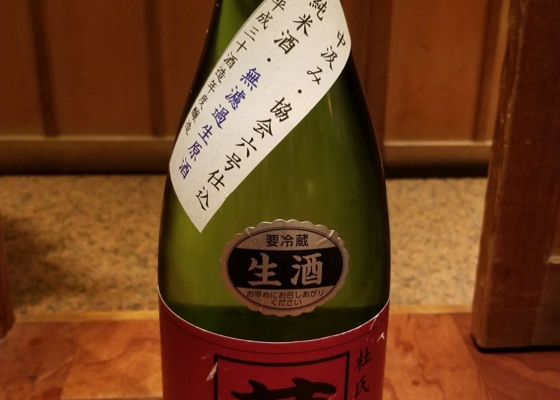 中汲み・協会六号仕込
純米酒・無濾過生原酒
平成三十酒造年度醸造
要冷蔵
生酒
お早めにお召しあがり
ください
杜氏